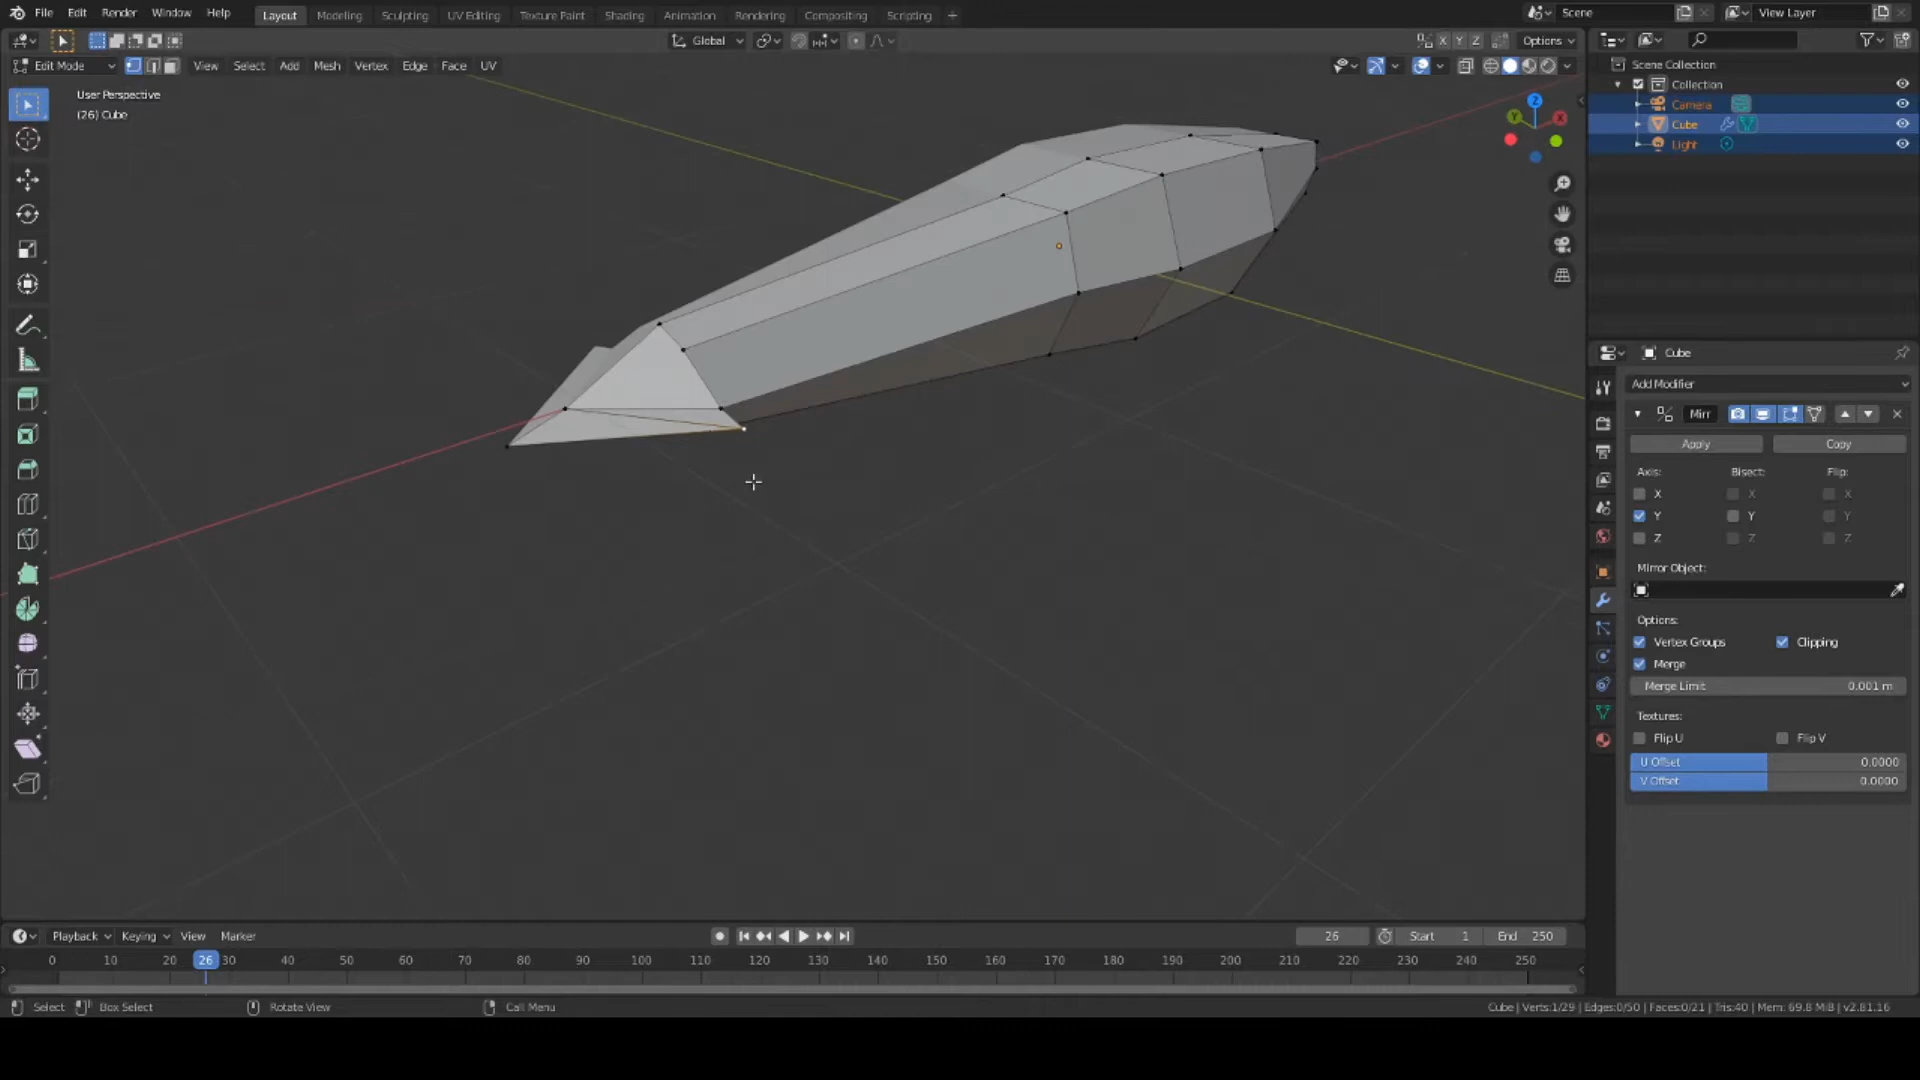 File Edit Render Window Help Layout Modeling Sculpting UV Editing Texture Paint Shading Animation Rendering Compositing Scripting + Scene View Layer
Global X Y Z Options
Edit Mode View Select Add Mesh Vertex Edge Face UV
User Perspective
(26) Cube
Scene Collection
Collection
Camera
Cube
Light
Z
Y X
Cube
Add Modifier
Mirr
Apply Copy
Axis: Bisect: Flip:
X X X
Y Y Y
Z Z Z
Mirror Object:
Options:
Vertex Groups Clipping
Merge
Merge Limit 0.001 m
Textures:
Flip U Flip V
U Offset 0.0000
V Offset 0.0000
Playback Keying View Marker 26 Start 1 End 250
0 10 20 26 30 40 50 60 70 80 90 100 110 120 130 140 150 160 170 180 190 200 210 220 230 240 250
Select Box Select Rotate View Call Menu Cube | Verts:1/29 | Edges:0/50 | Faces:0/21 | Tris:40 | Mem: 69.8 MiB | v2.81.16